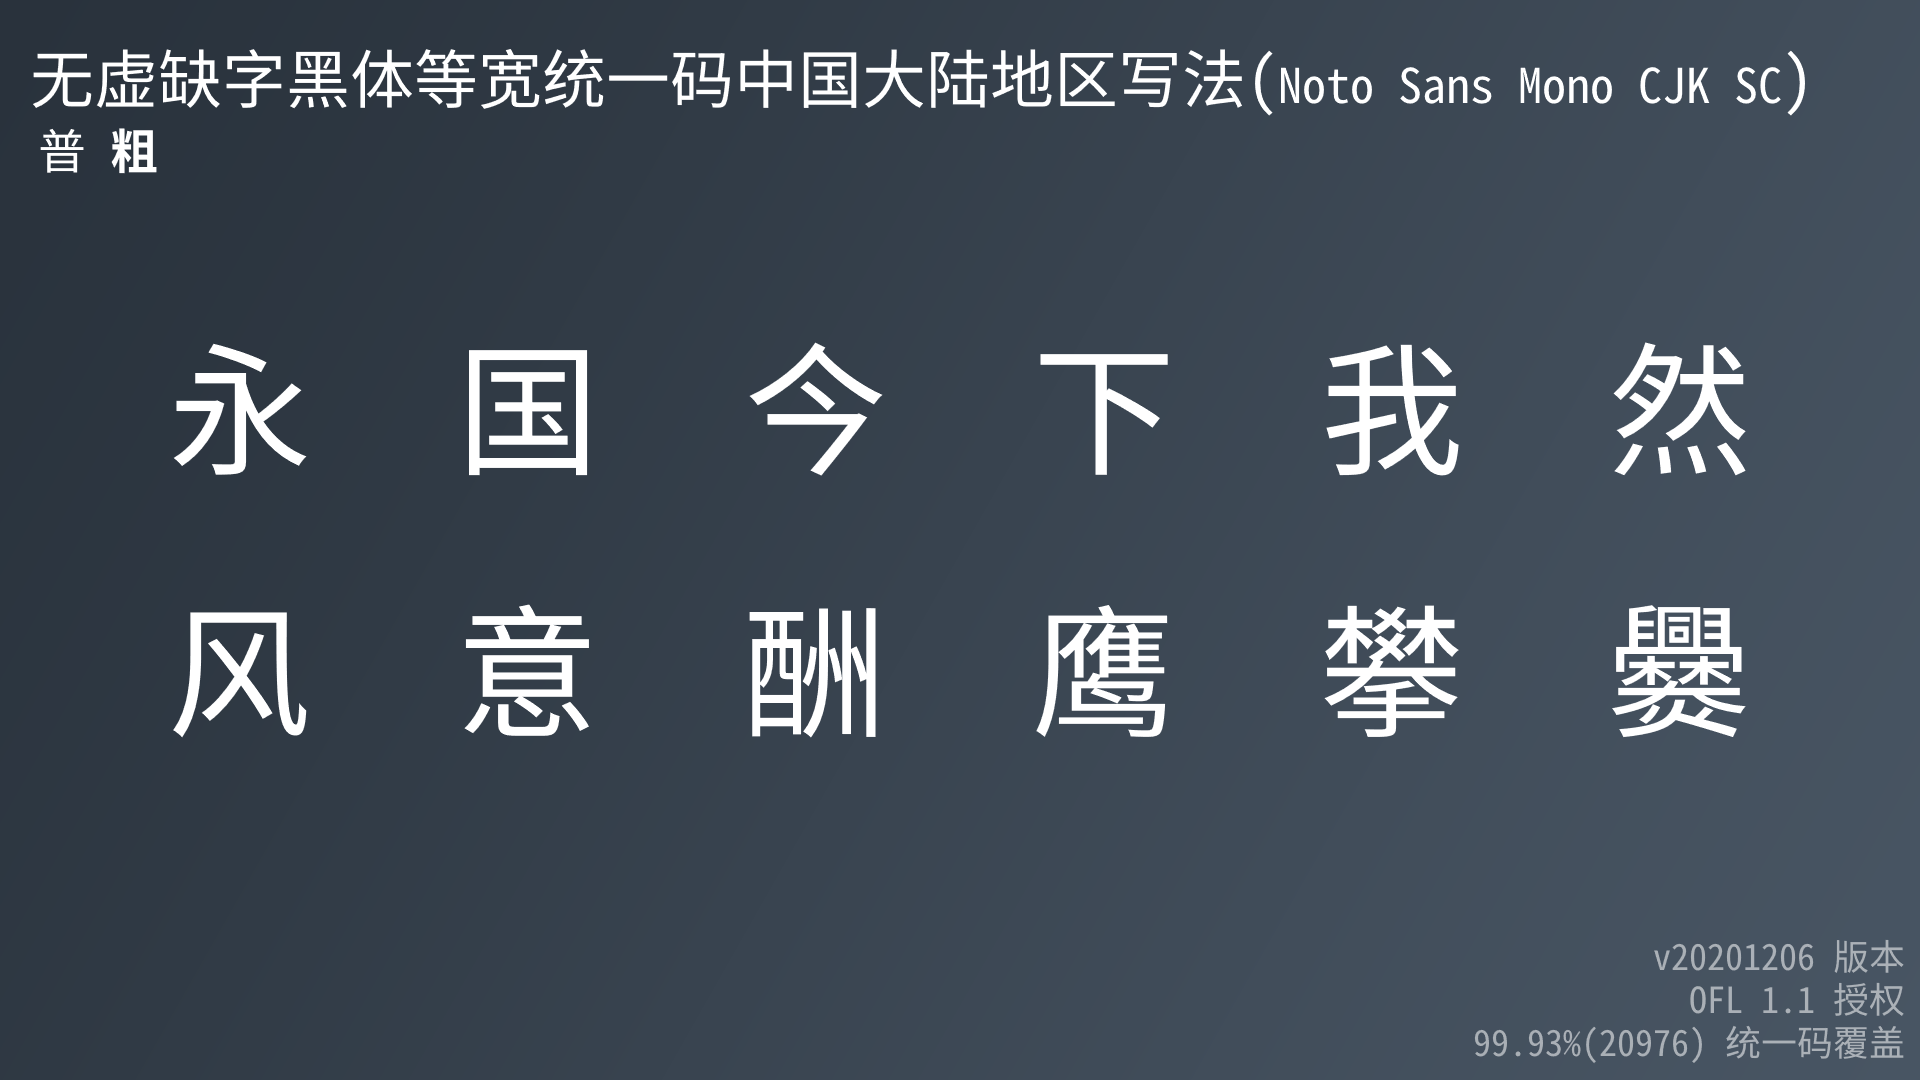 无虚缺字黑体等宽统一码中国大陆地区写法(Noto Sans Mono CJK SC)
普 粗
永 国 今 下 我 然
风 意 酬 鹰 攀 爨
v20201206 版本
OFL 1.1 授权
99.93%(20976) 统一码覆盖